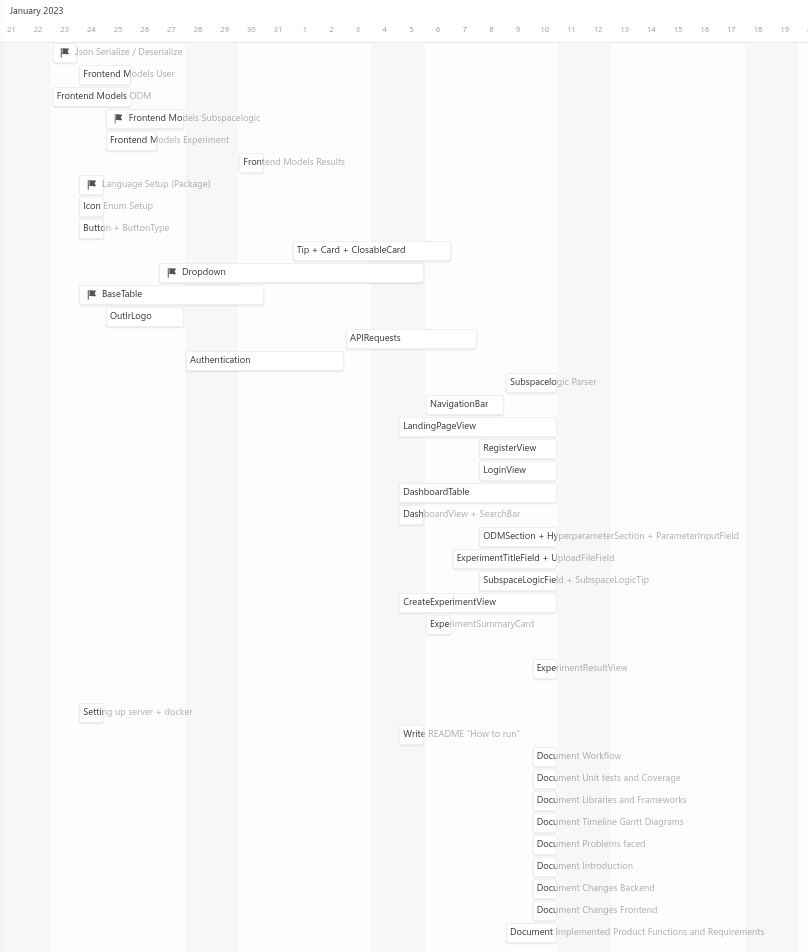 January 2023
21 22 23 24 25 26 27 28 29 30 31 1 2 3 4 5 6 7 8 9 10 11 12 13 14 15 16 17 18 19
Json Serialize / Deserialize
Frontend Models User
Frontend Models ODM
Frontend Models Subspacelogic
Frontend Models Experiment
Frontend Models Results
Language Setup (Package)
Icon Enum Setup
Button + ButtonType
Tip + Card + ClosableCard
Dropdown
BaseTable
OutlrLogo
APIRequests
Authentication
Subspacelogic Parser
NavigationBar
LandingPageView
RegisterView
LoginView
DashboardTable
DashboardView + SearchBar
ODMSection + HyperparameterSection + ParameterInputField
ExperimentTitleField + UploadFileField
SubspaceLogicField + SubspaceLogicTip
CreateExperimentView
ExperimentSummaryCard
ExperimentResultView
Setting up server + docker
Write README "How to run"
Document Workflow
Document Unit tests and Coverage
Document Libraries and Frameworks
Document Timeline Gantt Diagrams
Document Problems faced
Document Introduction
Document Changes Backend
Document Changes Frontend
Document Implemented Product Functions and Requirements